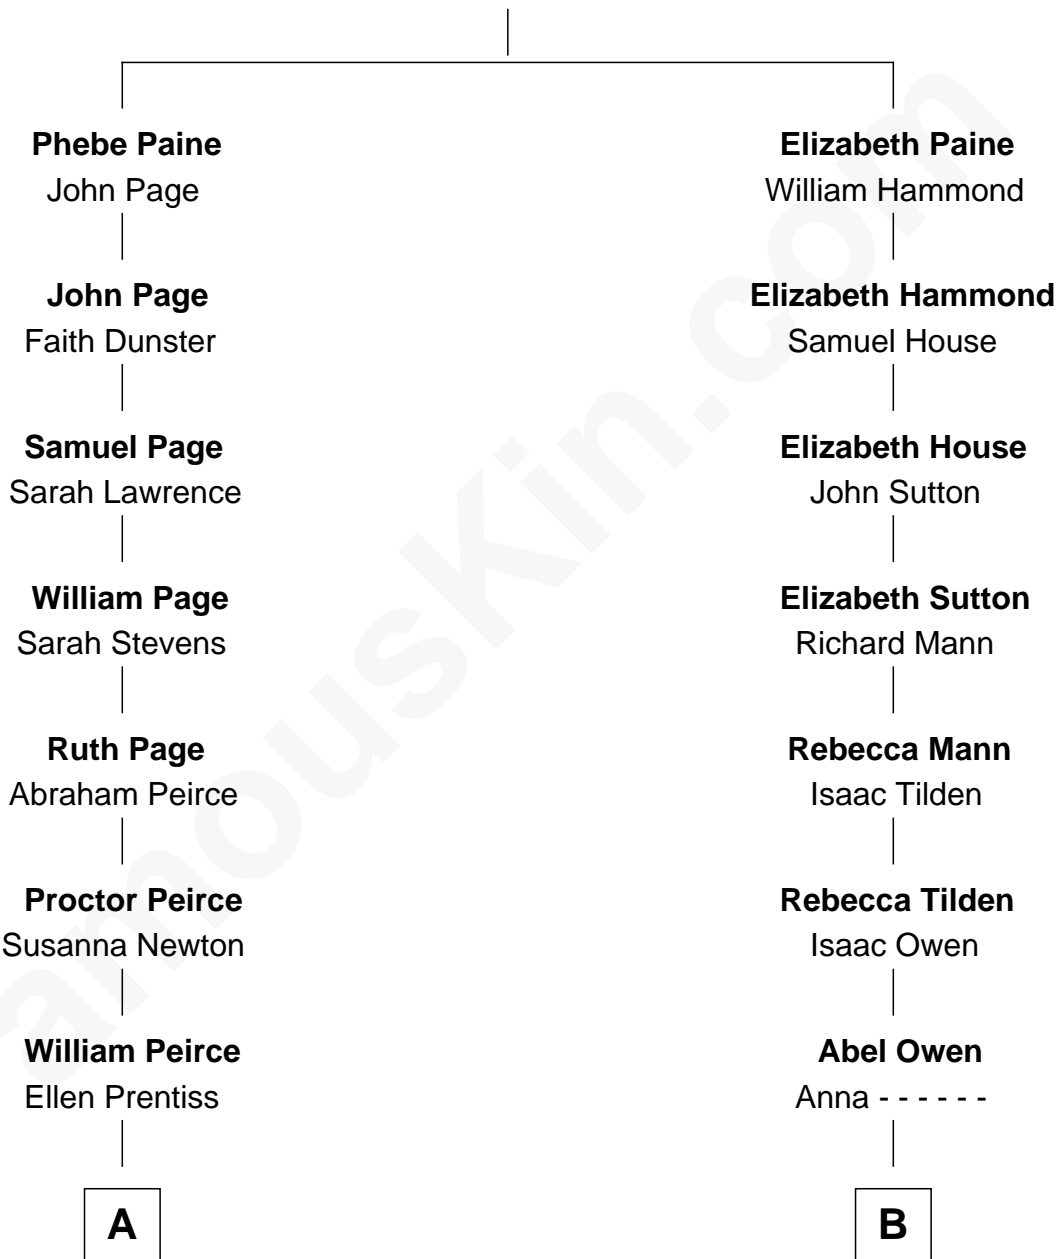 Phebe Paine
John Page
Elizabeth Paine
William Hammond
John Page
Faith Dunster
Elizabeth Hammond
Samuel House
Samuel Page
Sarah Lawrence
Elizabeth House
John Sutton
William Page
Sarah Stevens
Elizabeth Sutton
Richard Mann
Ruth Page
Abraham Peirce
Rebecca Mann
Isaac Tilden
Proctor Peirce
Susanna Newton
Rebecca Tilden
Isaac Owen
William Peirce
Ellen Prentiss
Abel Owen
Anna - - - - - -
A
B
amousKin.com